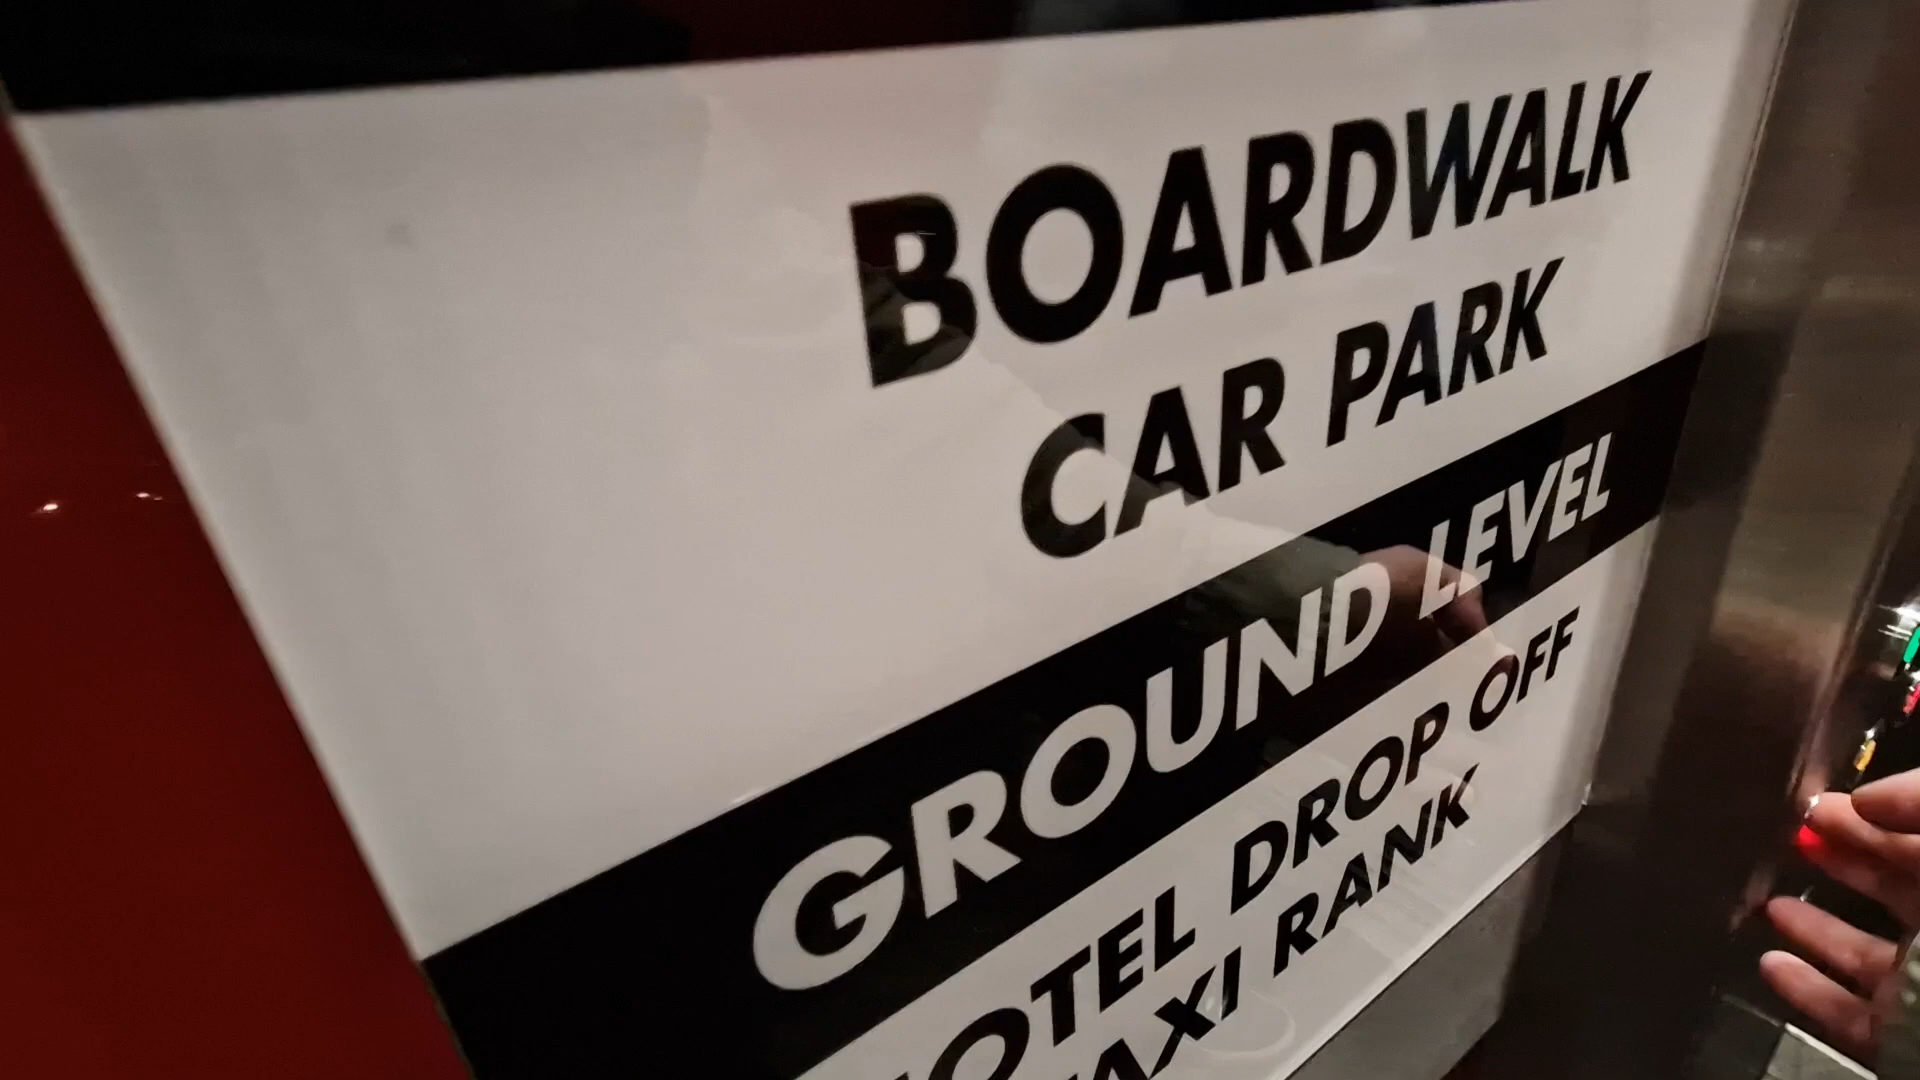 BOARDWALK
CAR PARK
GROUND LEVEL
HOTEL DROP OFF
TAXI RANK